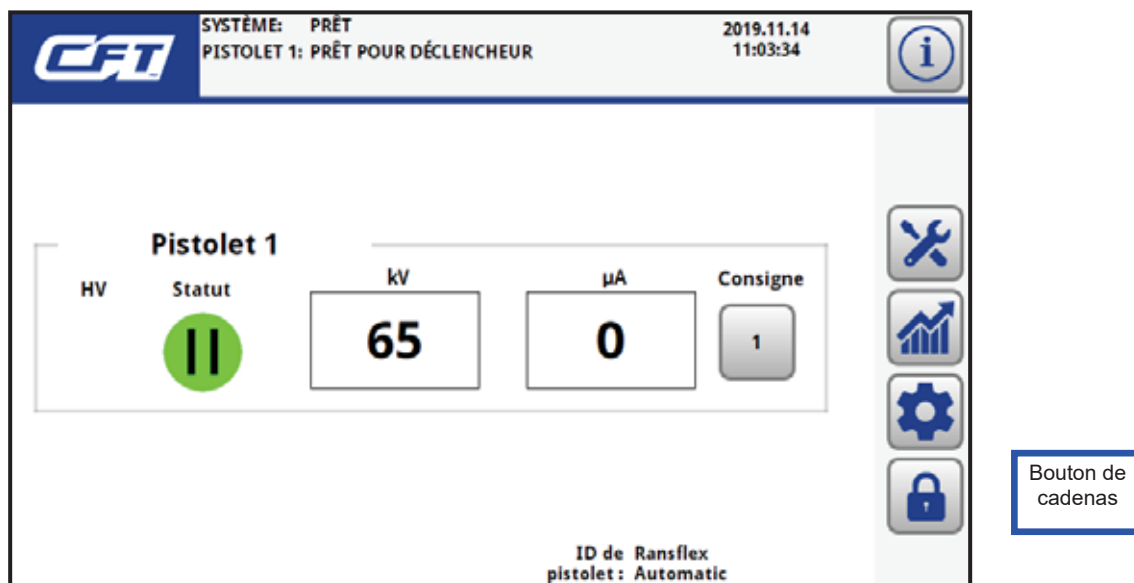 CFT
SYSTÈME: PRÊT
PISTOLET 1: PRÊT POUR DÉCLENCHEUR
2019.11.14
11:03:34
i
Pistolet 1
HV Statut kV µA Consigne
65 0 1
ID de Ransflex
pistolet : Automatic
Bouton de
cadenas